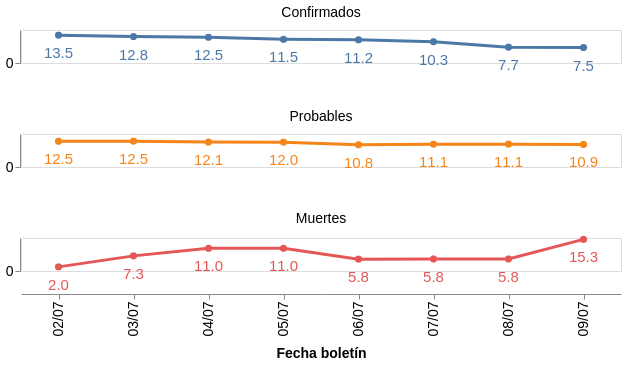 Confirmados
0
13.5 12.8 12.5 11.5 11.2 10.3 7.7 7.5
Probables
0
12.5 12.5 12.1 12.0 10.8 11.1 11.1 10.9
Muertes
0
2.0 7.3 11.0 11.0 5.8 5.8 5.8 15.3
02/07 03/07 04/07 05/07 06/07 07/07 08/07 09/07
Fecha boletín